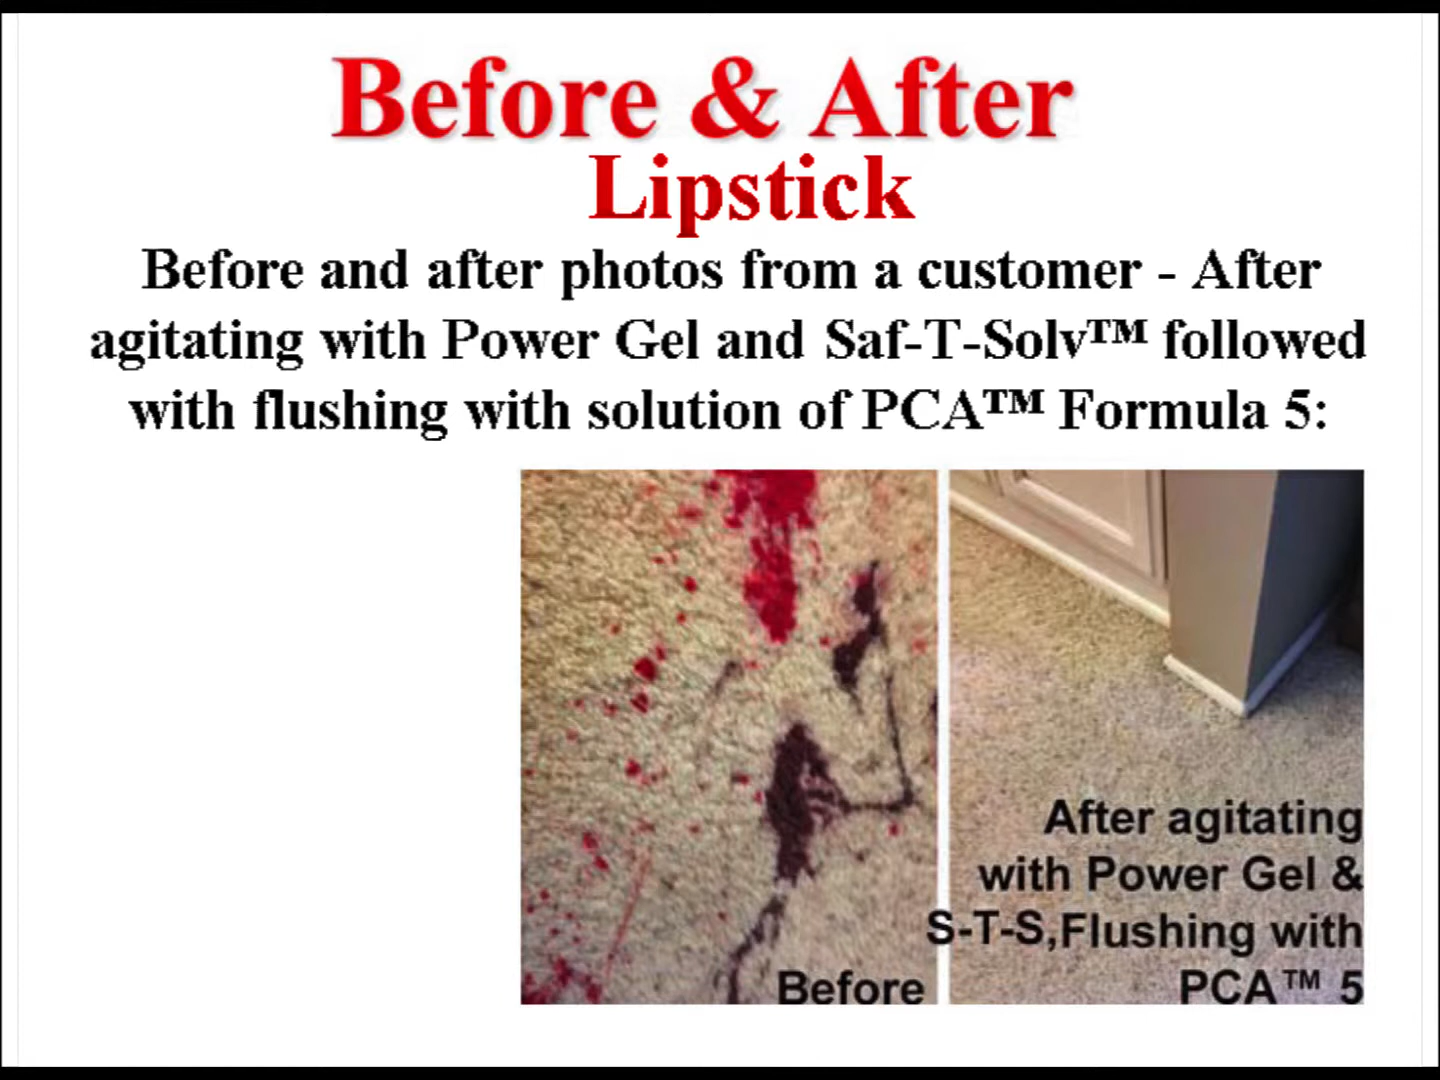 Before & After
Lipstick
Before and after photos from a customer - After
agitating with Power Gel and Saf-T-Solv™ followed
with flushing with solution of PCA™ Formula 5:
Before
After agitating
with Power Gel &
S-T-S,Flushing with
PCA™ 5